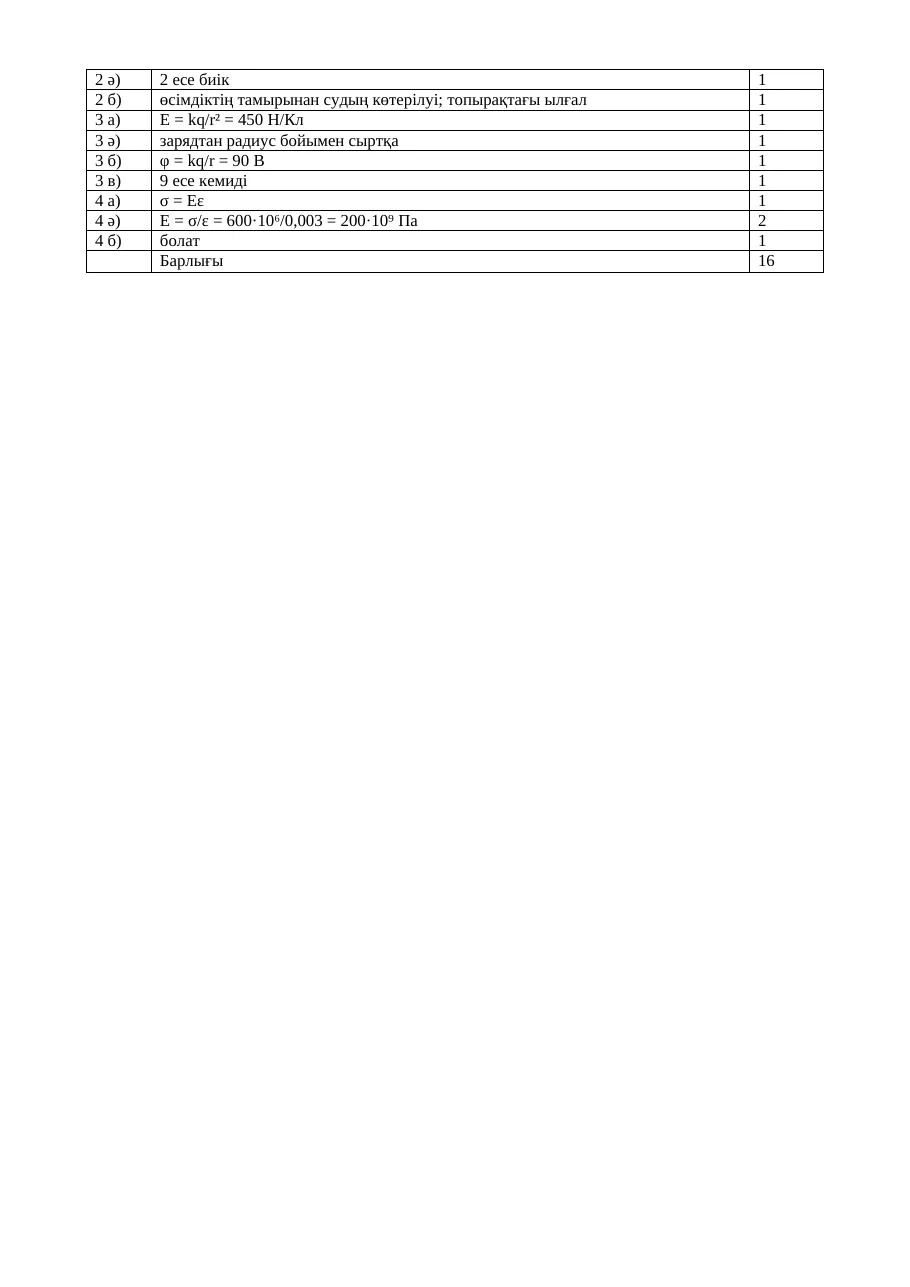 2 ә) 2 есе биік 1
2 б) өсімдіктің тамырынан судың көтерілуі; топырақтағы ылғал 1
3 а) E = kq/r² = 450 Н/Кл 1
3 ә) зарядтан радиус бойымен сыртқа 1
3 б) φ = kq/r = 90 В 1
3 в) 9 есе кемиді 1
4 а) σ = Eε 1
4 ә) E = σ/ε = 600·10⁶/0,003 = 200·10⁹ Па 2
4 б) болат 1
Барлығы 16